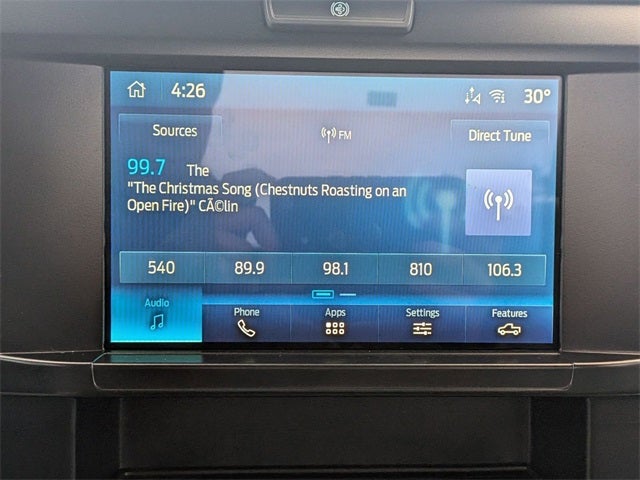 4:26
30°
Sources
FM
Direct Tune
99.7 The
"The Christmas Song (Chestnuts Roasting on an
Open Fire)" CÃ©lin
540 89.9 98.1 810 106.3
Audio Phone Apps Settings Features